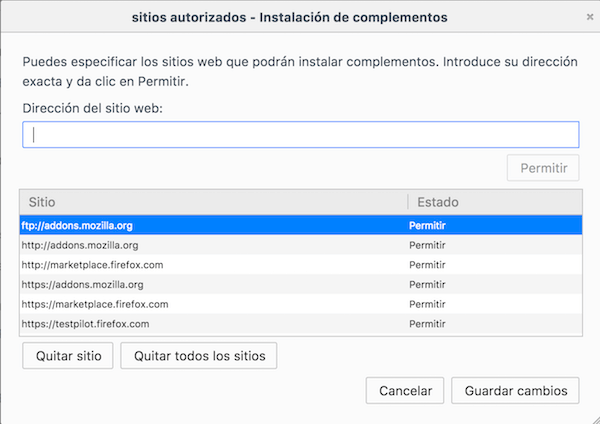 sitios autorizados - Instalación de complementos
Puedes especificar los sitios web que podrán instalar complementos. Introduce su dirección
exacta y da clic en Permitir.
Dirección del sitio web:
Permitir
Sitio Estado
ftp://addons.mozilla.org Permitir
http://addons.mozilla.org Permitir
http://marketplace.firefox.com Permitir
https://addons.mozilla.org Permitir
https://marketplace.firefox.com Permitir
https://testpilot.firefox.com Permitir
Quitar sitio Quitar todos los sitios
Cancelar Guardar cambios